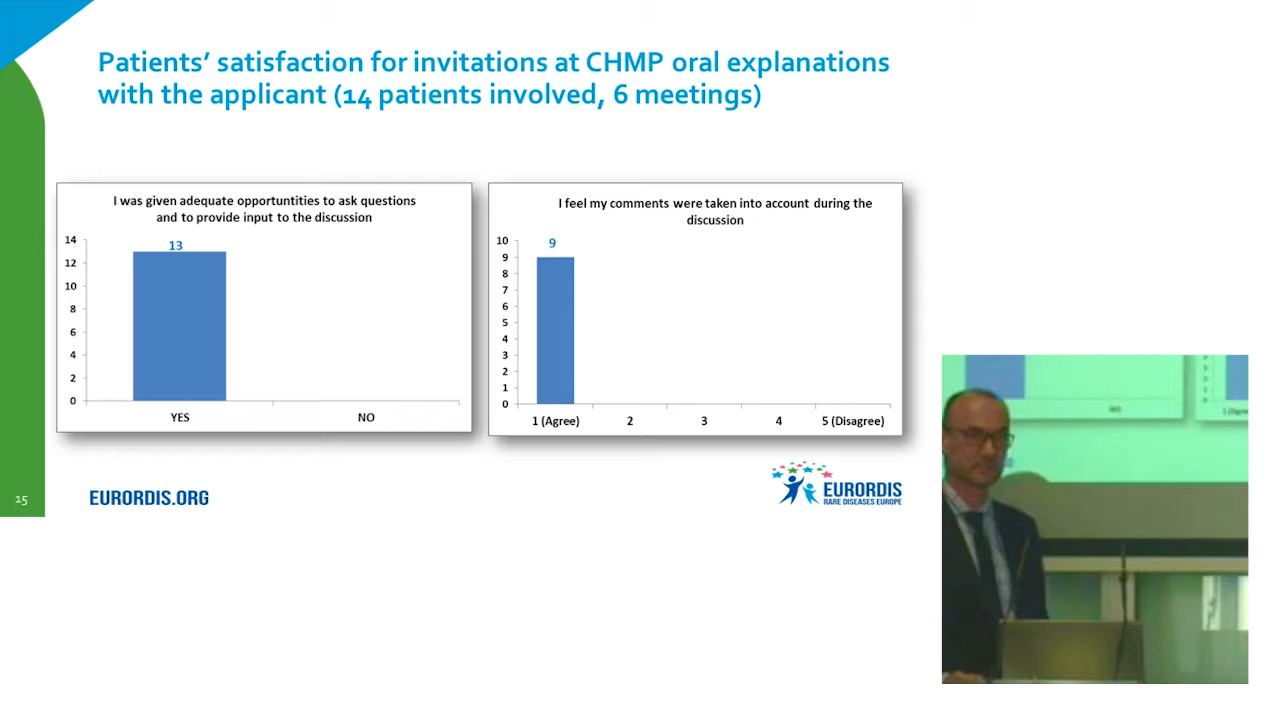 Patients’ satisfaction for invitations at CHMP oral explanations
with the applicant (14 patients involved, 6 meetings)
I was given adequate opportuntities to ask questions
and to provide input to the discussion
14
12
10
8
6
4
2
0
13
YES
NO
I feel my comments were taken into account during the
discussion
10
9
8
7
6
5
4
3
2
1
0
9
1 (Agree)
2
3
4
5 (Disagree)
15
EURORDIS.ORG
EURORDIS
RARE DISEASES EUROPE
NO